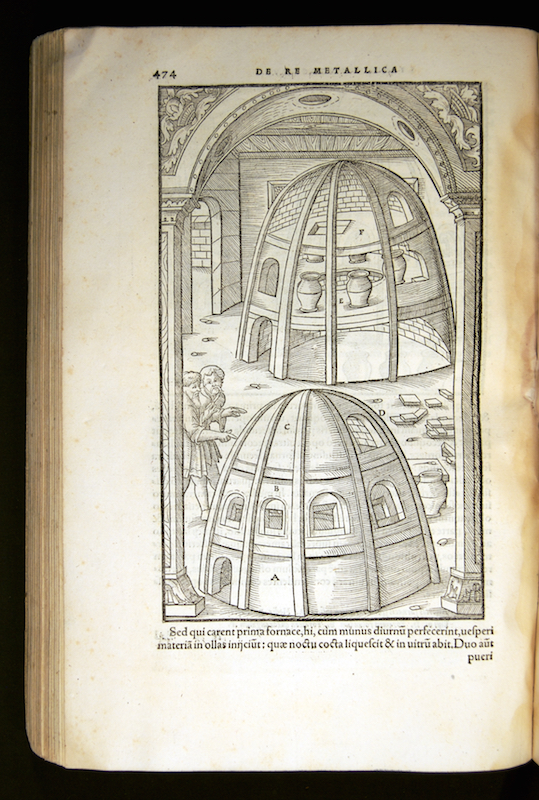 474
DE RE METALLICA
F
E
D
C
B
A
Sed qui carent prima fornace, hi, cùm munus diurnũ perfecerint, uesperi
materiã in ollas inijciũt: quæ noctu cocta liquescit & in uitrũ abit. Duo aũt
pueri